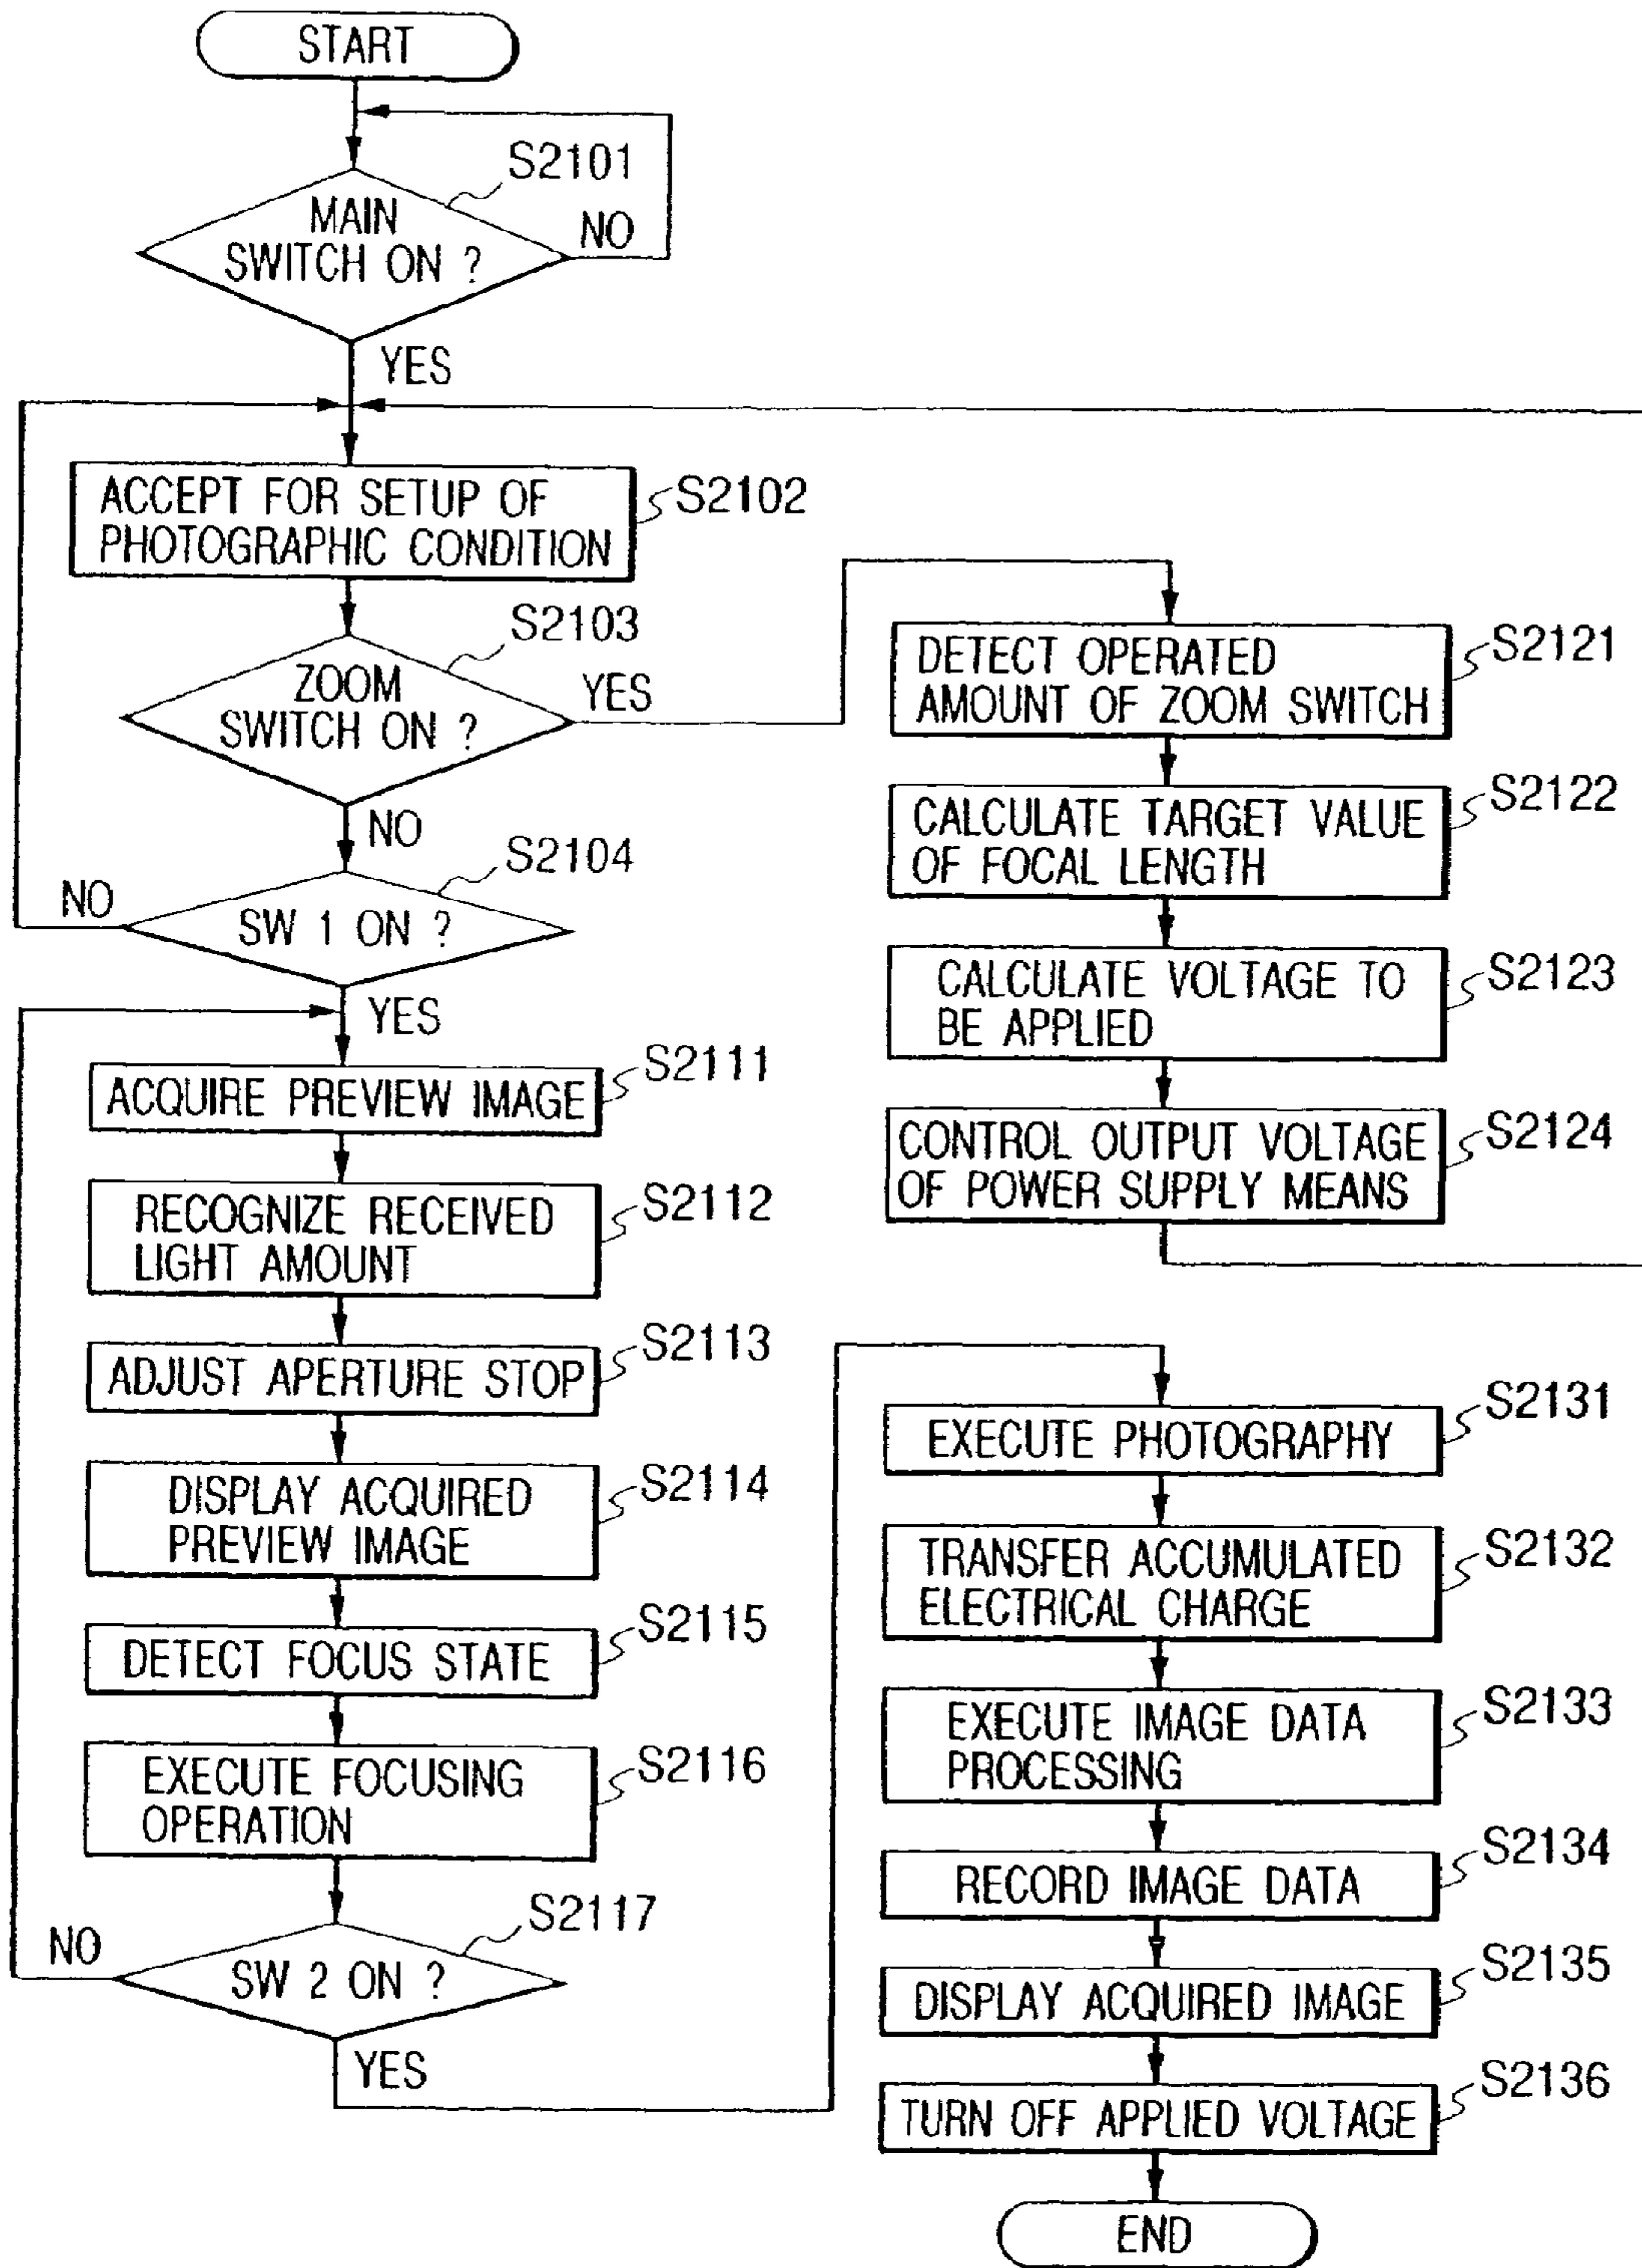 START
S2101
MAIN
SWITCH ON ?
NO
YES
ACCEPT FOR SETUP OF
PHOTOGRAPHIC CONDITION
S2102
S2103
ZOOM
SWITCH ON ?
YES
NO
S2104
SW 1 ON ?
NO
YES
ACQUIRE PREVIEW IMAGE
S2111
RECOGNIZE RECEIVED
LIGHT AMOUNT
S2112
ADJUST APERTURE STOP
S2113
DISPLAY ACQUIRED
PREVIEW IMAGE
S2114
DETECT FOCUS STATE
S2115
EXECUTE FOCUSING
OPERATION
S2116
S2117
SW 2 ON ?
NO
YES
DETECT OPERATED
AMOUNT OF ZOOM SWITCH
S2121
CALCULATE TARGET VALUE
OF FOCAL LENGTH
S2122
CALCULATE VOLTAGE TO
BE APPLIED
S2123
CONTROL OUTPUT VOLTAGE
OF POWER SUPPLY MEANS
S2124
EXECUTE PHOTOGRAPHY
S2131
TRANSFER ACCUMULATED
ELECTRICAL CHARGE
S2132
EXECUTE IMAGE DATA
PROCESSING
S2133
RECORD IMAGE DATA
S2134
DISPLAY ACQUIRED IMAGE
S2135
TURN OFF APPLIED VOLTAGE
S2136
END